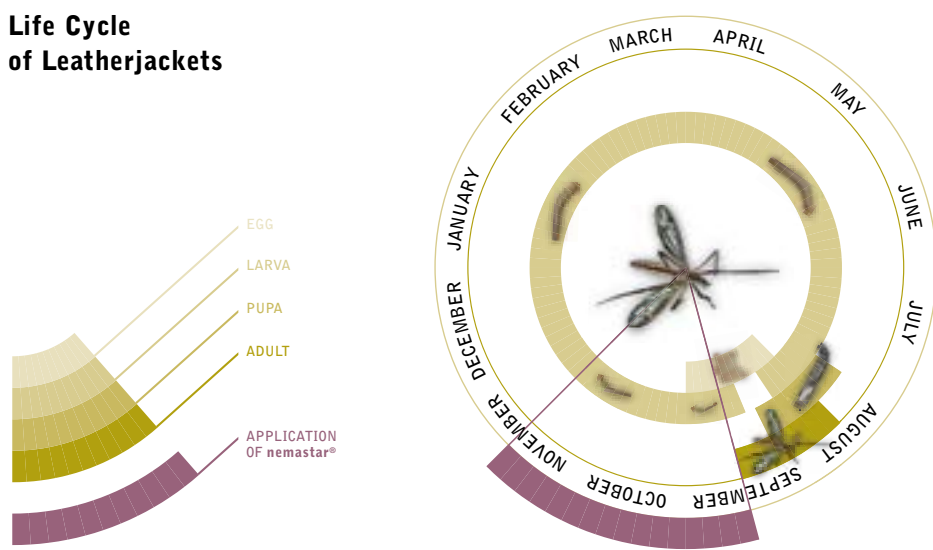 Life Cycle
of Leatherjackets
EGG
LARVA
PUPA
ADULT
APPLICATION
OF nemastar®
JANUARY
FEBRUARY
MARCH
APRIL
MAY
JUNE
JULY
AUGUST
SEPTEMBER
OCTOBER
NOVEMBER
DECEMBER